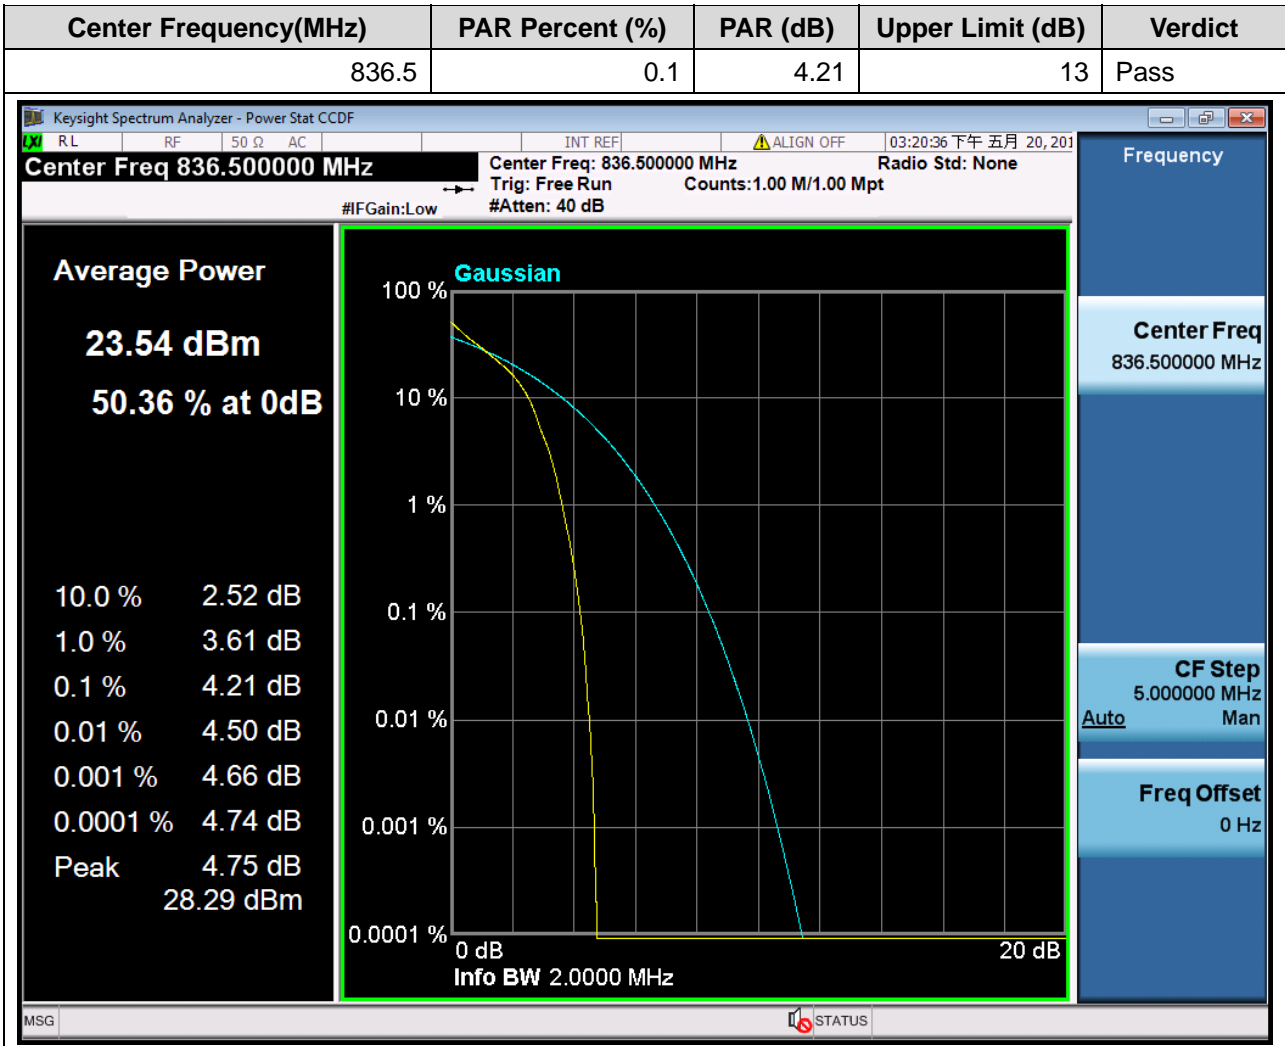 Center Frequency(MHz) PAR Percent (%) PAR (dB) Upper Limit (dB) Verdict
836.5 0.1 4.21 13 Pass
Keysight Spectrum Analyzer - Power Stat CCDF
LXI RL RF 50 Ω AC INT REF ALIGN OFF 03:20:36 下午 五月 20, 201
Center Freq 836.500000 MHz
Center Freq: 836.500000 MHz Radio Std: None
Trig: Free Run Counts:1.00 M/1.00 Mpt
#IFGain:Low #Atten: 40 dB
Average Power
23.54 dBm
50.36 % at 0dB
10.0 % 2.52 dB
1.0 % 3.61 dB
0.1 % 4.21 dB
0.01 % 4.50 dB
0.001 % 4.66 dB
0.0001 % 4.74 dB
Peak 4.75 dB
28.29 dBm
Gaussian
100 %
10 %
1 %
0.1 %
0.01 %
0.001 %
0.0001 %
0 dB 20 dB
Info BW 2.0000 MHz
Frequency
Center Freq
836.500000 MHz
CF Step
5.000000 MHz
Auto Man
Freq Offset
0 Hz
MSG STATUS